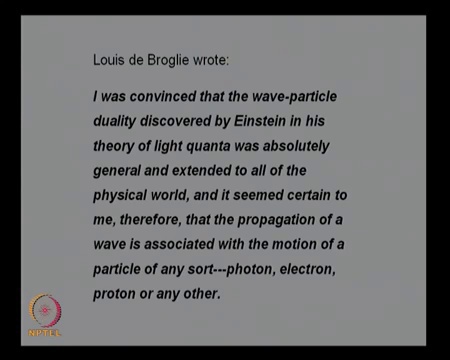 Louis de Broglie wrote:
I was convinced that the wave-particle
duality discovered by Einstein in his
theory of light quanta was absolutely
general and extended to all of the
physical world, and it seemed certain to
me, therefore, that the propagation of a
wave is associated with the motion of a
particle of any sort---photon, electron,
proton or any other.
NPTEL